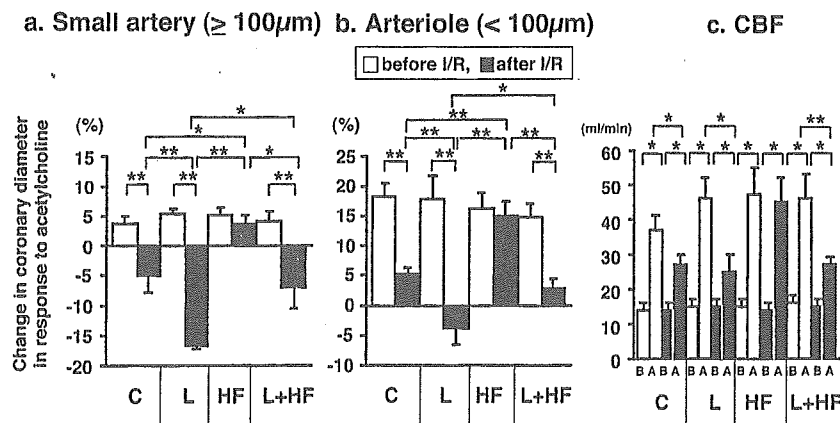 a. Small artery (≥ 100μm)
b. Arteriole (< 100μm)
c. CBF
before I/R, after I/R
Change in coronary diameter
in response to acetylcholine
(%)
15
10
5
0
-5
-10
-15
-20
* 
*
** ** *
** ** **
C L HF L+HF
(%)
25
20
15
10
5
0
-5
-10
*
**
** ** **
** ** **
C L HF L+HF
(ml/min)
60
50
40
30
20
10
0
* * **
* * * * * * * *
B A B A B A B A B A B A B A B A
C L HF L+HF